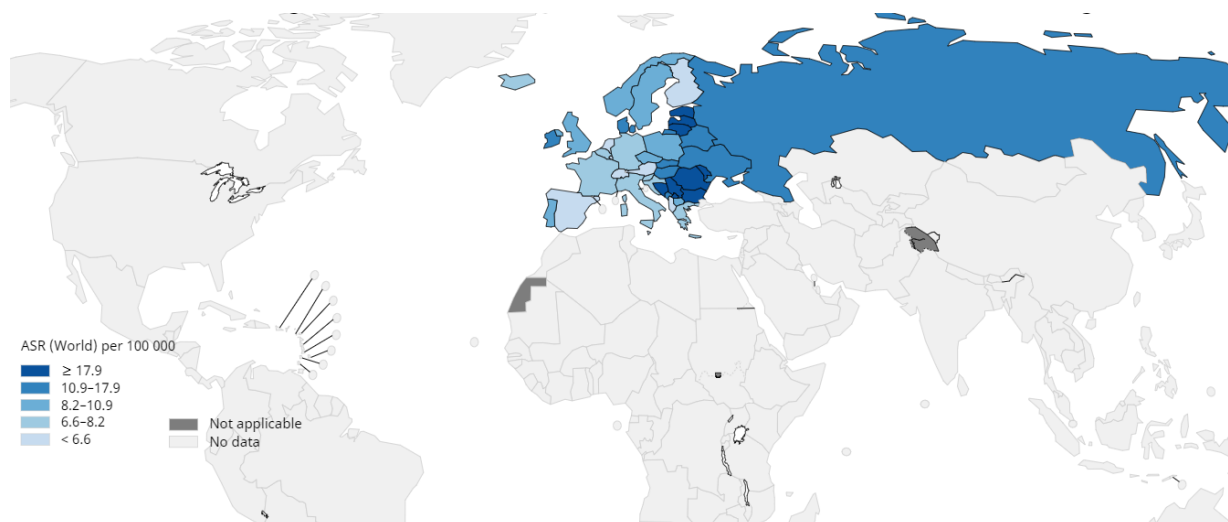 ASR (World) per 100 000
≥ 17.9
10.9–17.9
8.2–10.9
6.6–8.2
< 6.6
Not applicable
No data